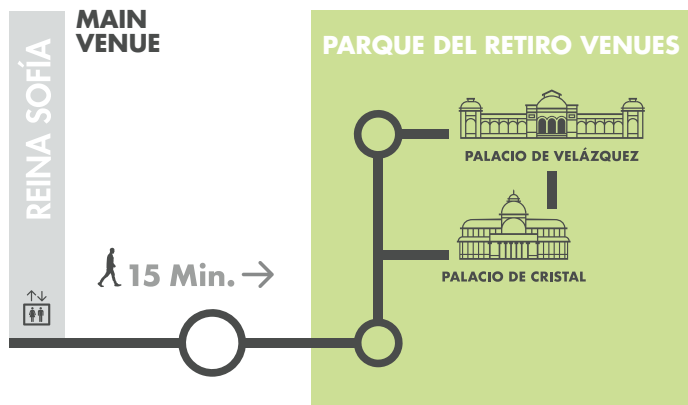 REINA SOFÍA
MAIN
VENUE
15 Min.
PARQUE DEL RETIRO VENUES
PALACIO DE VELÁZQUEZ
PALACIO DE CRISTAL